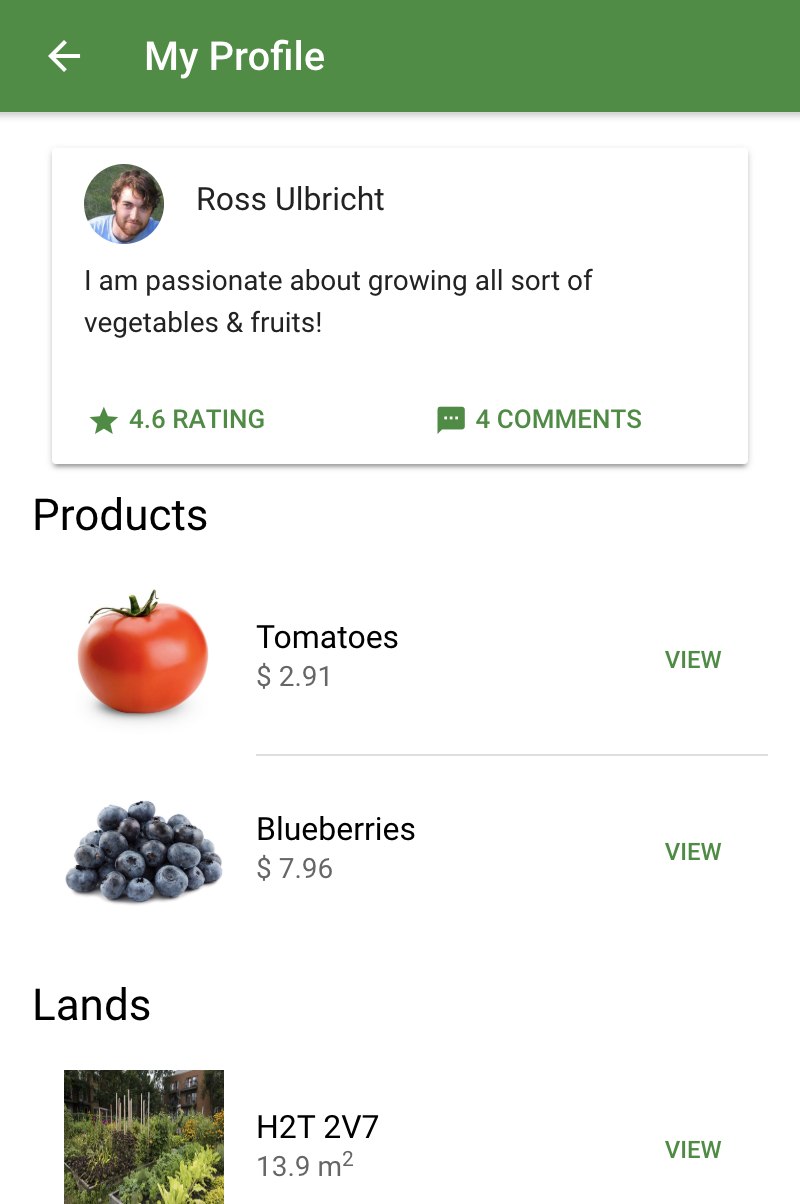 My Profile
Ross Ulbricht
I am passionate about growing all sort of
vegetables & fruits!
4.6 RATING
4 COMMENTS
Products
Tomatoes
$ 2.91
VIEW
Blueberries
$ 7.96
VIEW
Lands
H2T 2V7
13.9 m²
VIEW